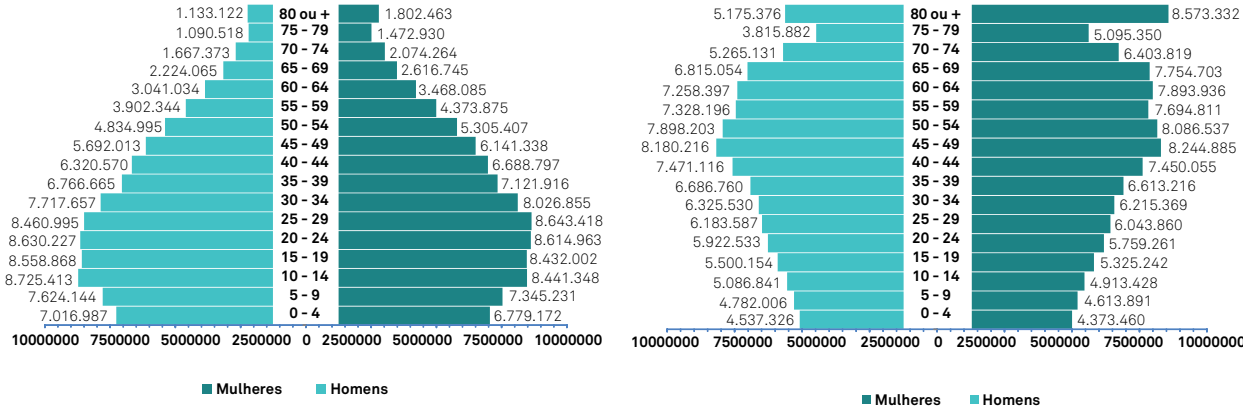 1.133.122 80 ou + 1.802.463
1.090.518 75 - 79 1.472.930
1.667.373 70 - 74 2.074.264
2.224.065 65 - 69 2.616.745
3.041.034 60 - 64 3.468.085
3.902.344 55 - 59 4.373.875
4.834.995 50 - 54 5.305.407
5.692.013 45 - 49 6.141.338
6.320.570 40 - 44 6.688.797
6.766.665 35 - 39 7.121.916
7.717.657 30 - 34 8.026.855
8.460.995 25 - 29 8.643.418
8.630.227 20 - 24 8.614.963
8.558.868 15 - 19 8.432.002
8.725.413 10 - 14 8.441.348
7.624.144 5 - 9 7.345.231
7.016.987 0 - 4 6.779.172
10000000 7500000 5000000 2500000 0 2500000 5000000 7500000 10000000
Mulheres Homens
5.175.376 80 ou + 8.573.332
3.815.882 75 - 79 5.095.350
5.265.131 70 - 74 6.403.819
6.815.054 65 - 69 7.754.703
7.258.397 60 - 64 7.893.936
7.328.196 55 - 59 7.694.811
7.898.203 50 - 54 8.086.537
8.180.216 45 - 49 8.244.885
7.471.116 40 - 44 7.450.055
6.686.760 35 - 39 6.613.216
6.325.530 30 - 34 6.215.369
6.183.587 25 - 29 6.043.860
5.922.533 20 - 24 5.759.261
5.500.154 15 - 19 5.325.242
5.086.841 10 - 14 4.913.428
4.782.006 5 - 9 4.613.891
4.537.326 0 - 4 4.373.460
10000000 7500000 5000000 2500000 0 2500000 5000000 7500000 10000000
Mulheres Homens